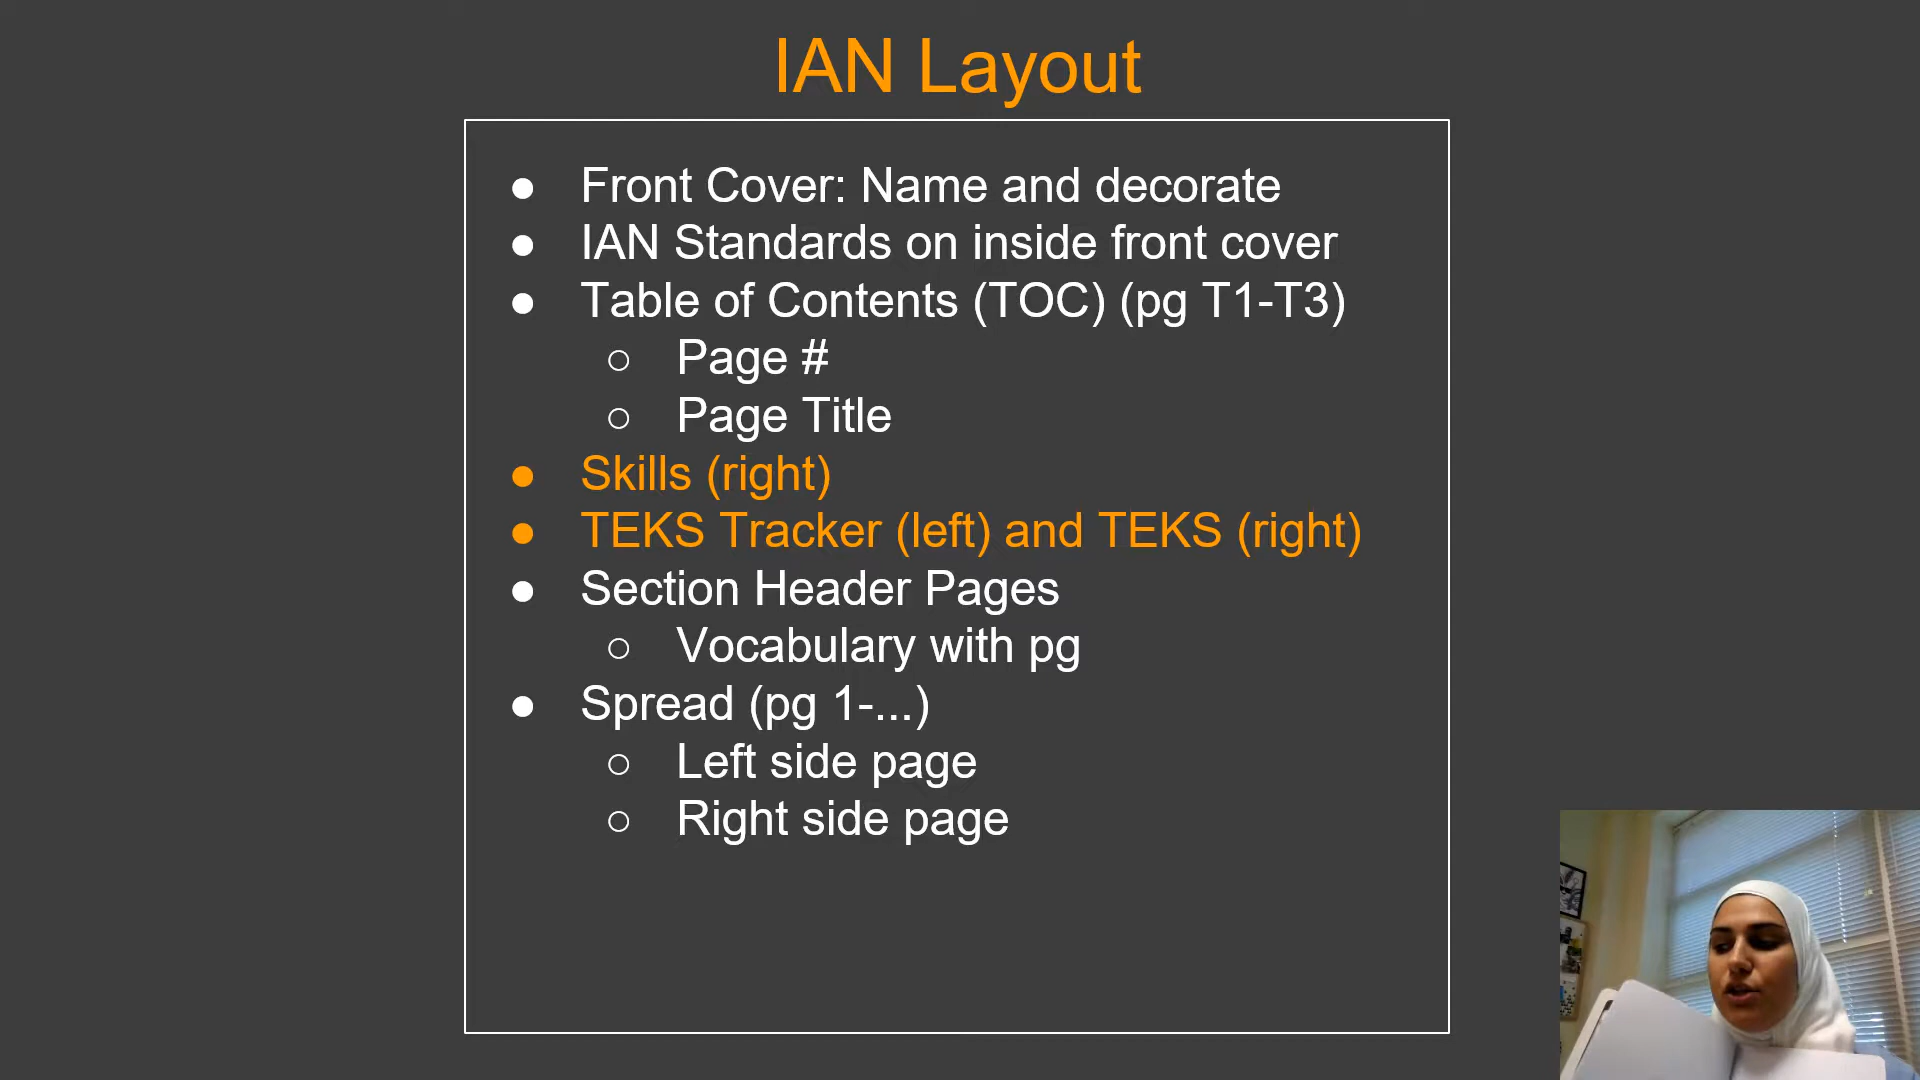 IAN Layout
● Front Cover: Name and decorate
● IAN Standards on inside front cover
● Table of Contents (TOC) (pg T1-T3)
○ Page #
○ Page Title
● Skills (right)
● TEKS Tracker (left) and TEKS (right)
● Section Header Pages
○ Vocabulary with pg
● Spread (pg 1-...)
○ Left side page
○ Right side page